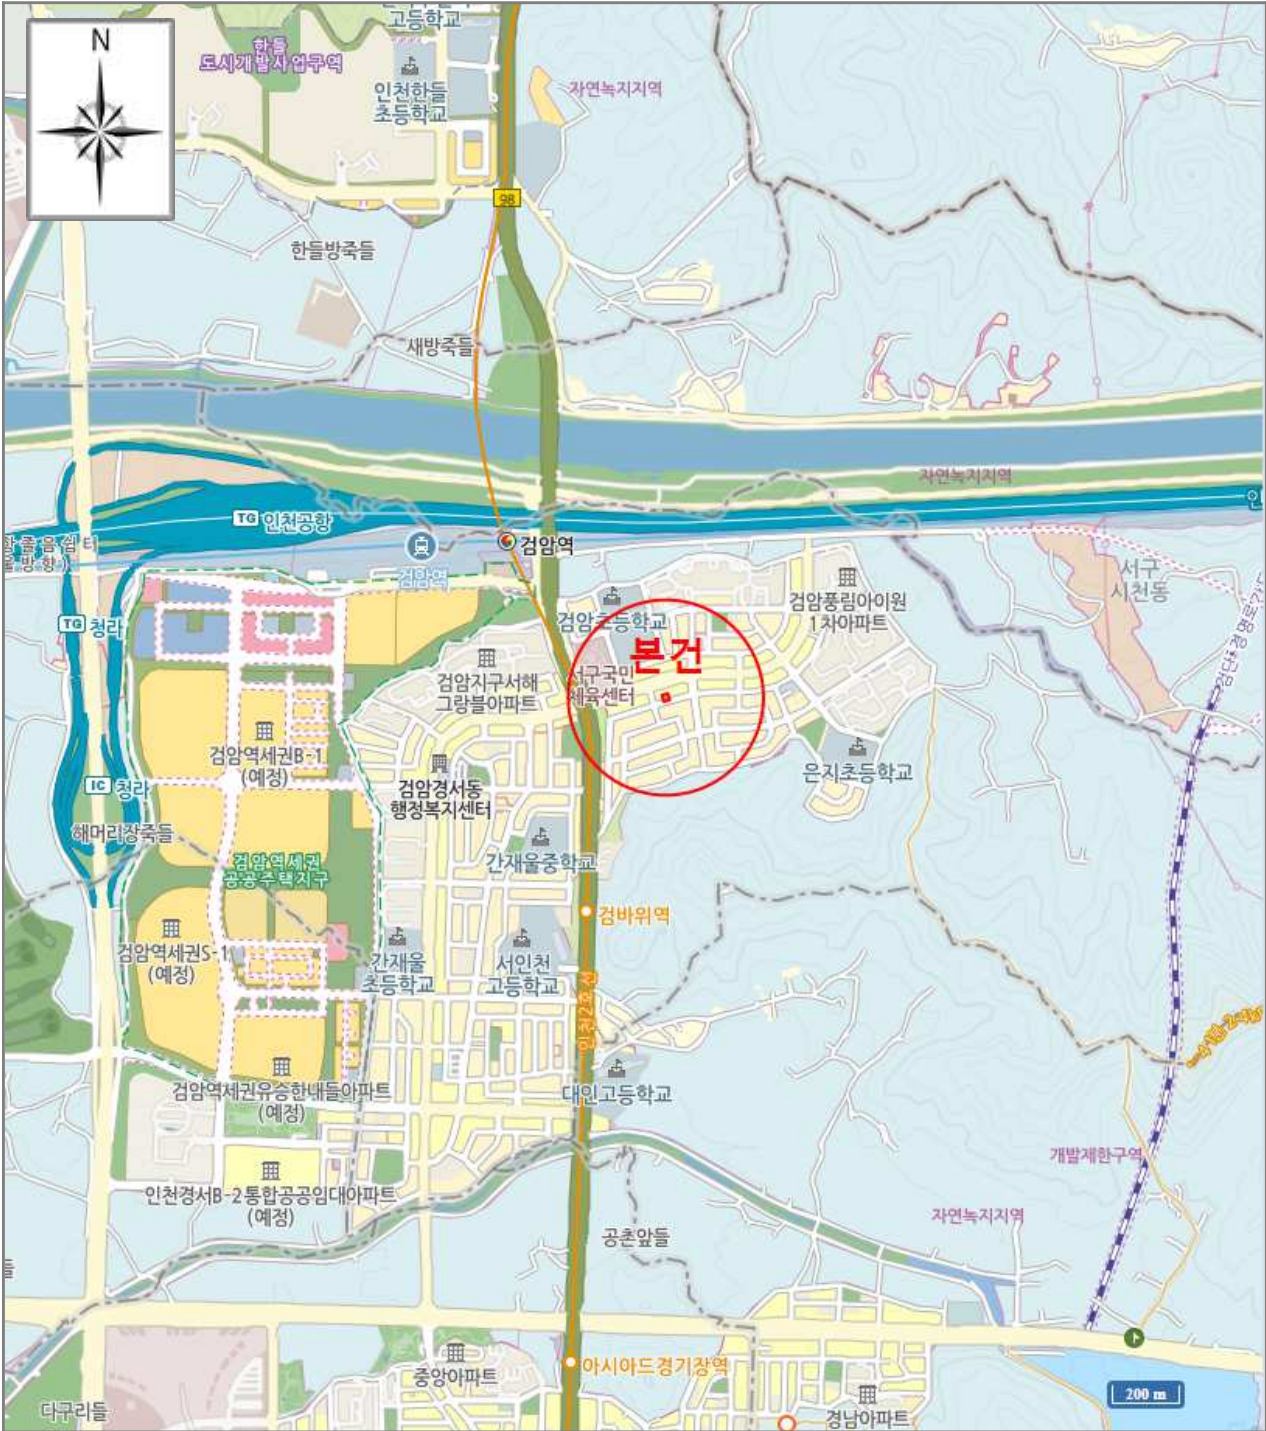 고등학교
N
한들
도시개발사업구역
인천한들
초등학교
자연녹지지역
98
한들방죽들
새방죽들
자연녹지지역
TG 인천공항
검암역
검암역
서구
시천동
TG 청라
검암초등학교
검암풍림아이원
1차아파트
본건
서구국민
체육센터
검암지구서해
그랑블아파트
검암역세권B-1
(예정)
IC 청라
검암경서동
행정복지센터
은지초등학교
해머리장죽들
간재울중학교
검암역세권
공공주택지구
검바위역
검암역세권S-1
(예정)
간재울
초등학교
서인천
고등학교
인천2호선
대인고등학교
검암역세권유승한내들아파트
(예정)
개발제한구역
인천경서B-2통합공공임대아파트
(예정)
자연녹지지역
공촌앞들
들
아시아드경기장역
중앙아파트
200 m
다구리들
경남아파트